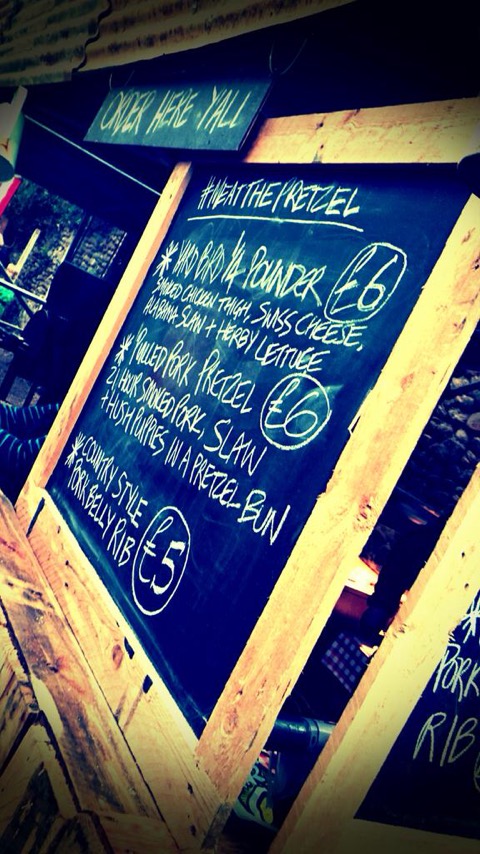 ORDER HERE Y'ALL
#MEATTHEPRETZEL
* YARD BIRD 1/4 POUNDER £6
SMOKED CHICKEN THIGH, SWISS CHEESE,
ALABAMA SLAW + HERBY LETTUCE
* PULLED PORK PRETZEL £6
21 HOUR SMOKED PORK, SLAW
+ HUSH PUPPIES IN A PRETZEL BUN
* COUNTRY STYLE
PORK BELLY RIB £5
*
PORK
RIB